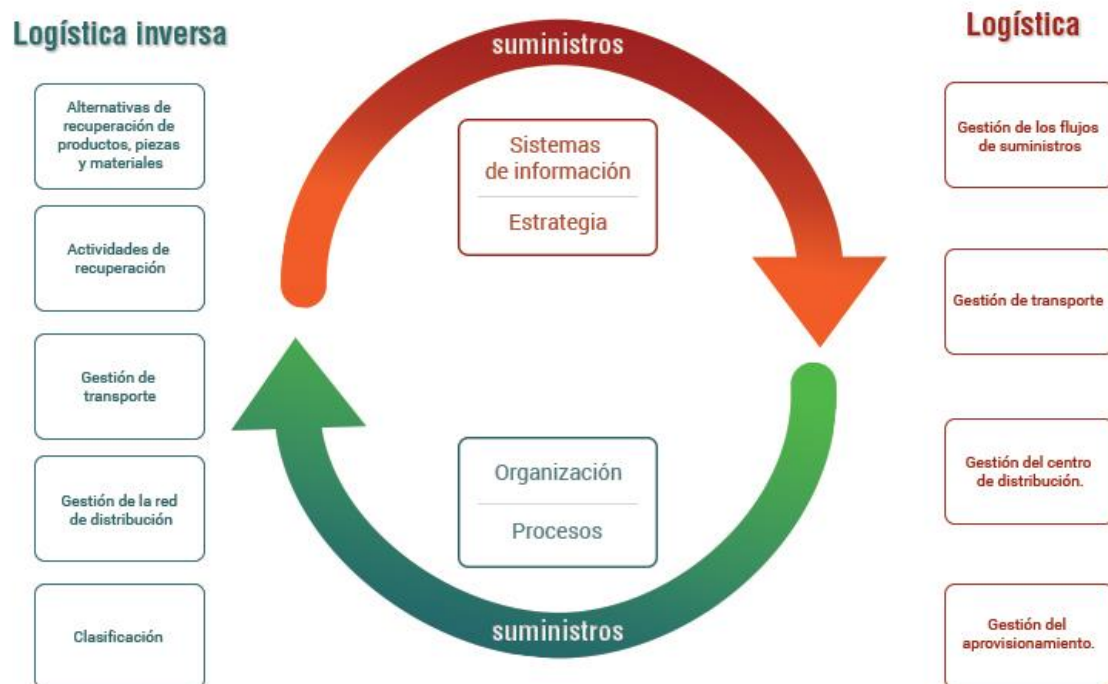 Logística inversa
Alternativas de
recuperación de
productos, piezas
y materiales
Actividades de
recuperación
Gestión de
transporte
Gestión de la red
de distribución
Clasificación
suministros
Sistemas
de información
Estrategia
Organización
Procesos
suministros
Logística
Gestión de los flujos
de suministros
Gestión de transporte
Gestión del centro
de distribución.
Gestión del
aprovisionamiento.